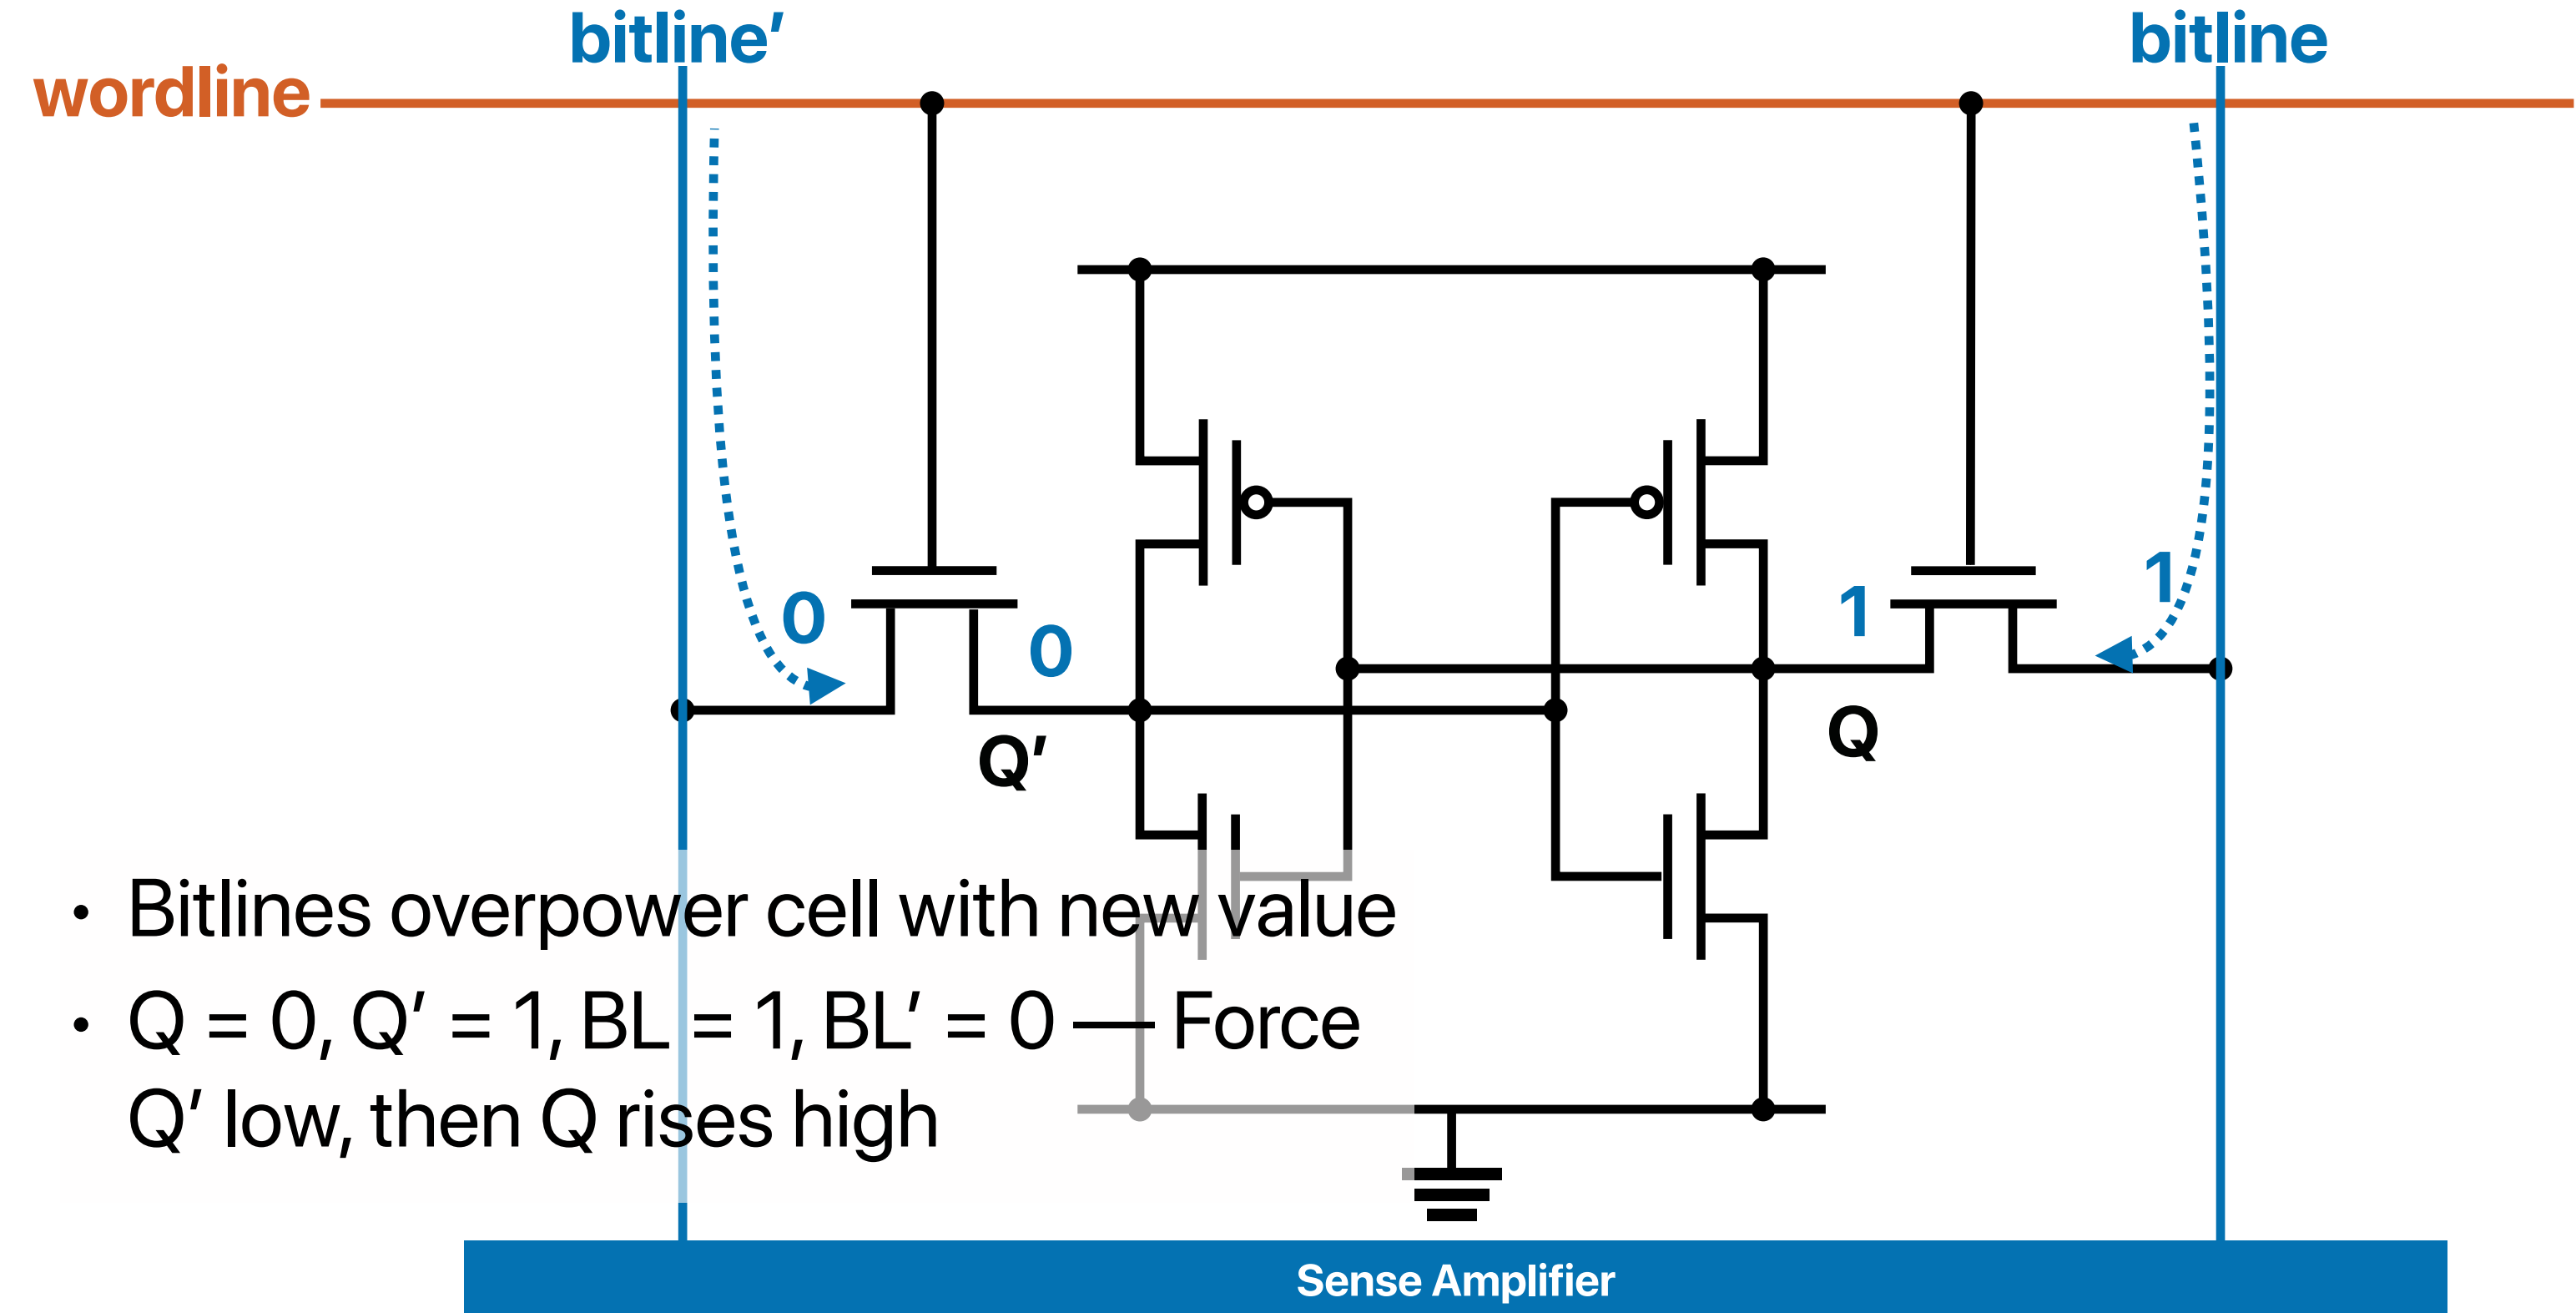 bitline’ bitline
wordline
0 0 1 1
Q’ Q
• Bitlines overpower cell with new value
• Q = 0, Q’ = 1, BL = 1, BL’ = 0 — Force
Q’ low, then Q rises high
Sense Amplifier